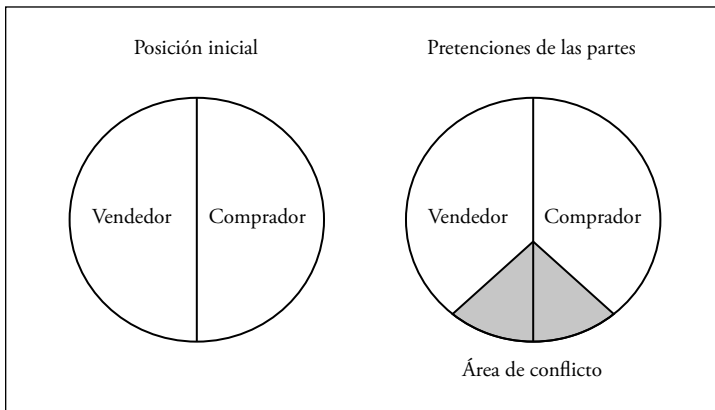 Posición inicial
Pretenciones de las partes
Vendedor
Comprador
Vendedor
Comprador
Área de conflicto